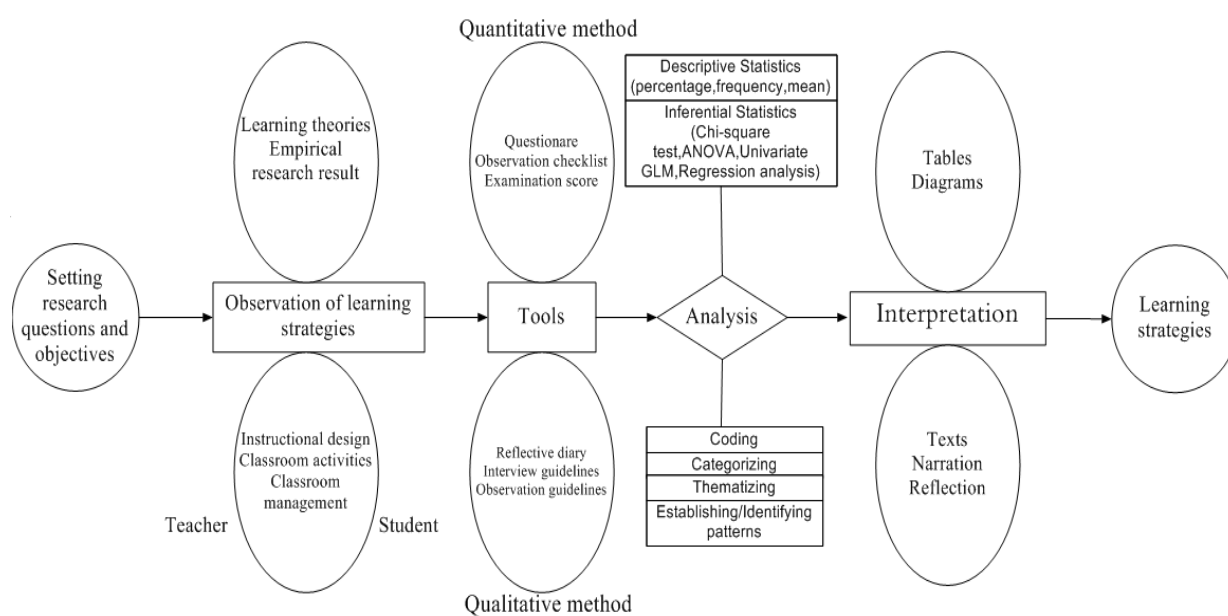 Quantitative method
Learning theories
Empirical
research result
Questionare
Observation checklist
Examination score
Descriptive Statistics
(percentage,frequency,mean)
Inferential Statistics
(Chi-square
test,ANOVA,Univariate
GLM,Regression analysis)
Tables
Diagrams
Setting
research
questions and
objectives
Observation of learning
strategies
Tools
Analysis
Interpretation
Learning
strategies
Instructional design
Classroom activities
Classroom
management
Teacher
Student
Reflective diary
Interview guidelines
Observation guidelines
Coding
Categorizing
Thematizing
Establishing/Identifying
patterns
Texts
Narration
Reflection
Qualitative method